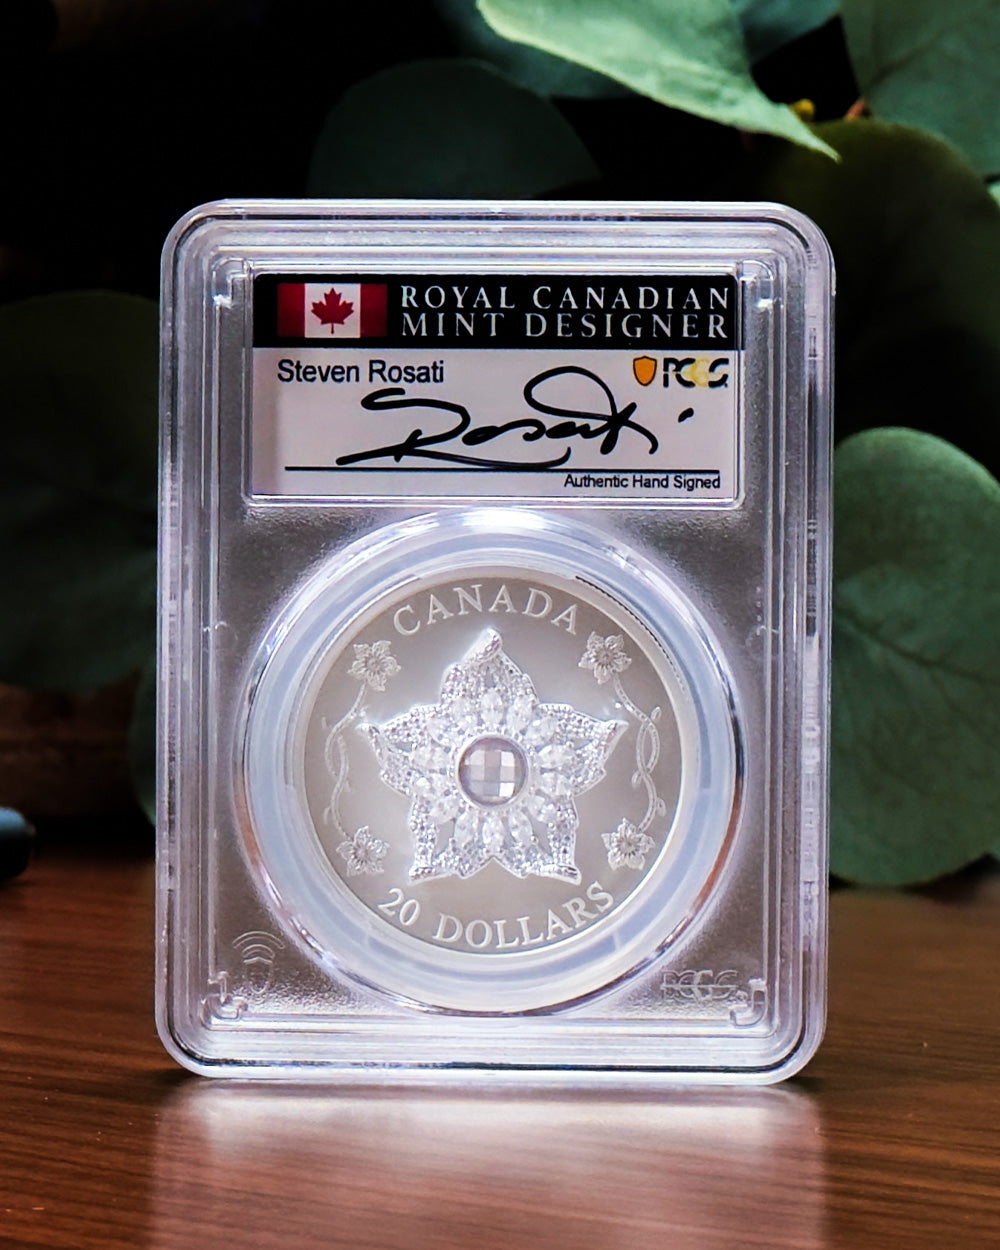 ROYAL CANADIAN
MINT DESIGNER
Steven Rosati
PCGS
Rosati
Authentic Hand Signed
CANADA
20 DOLLARS
PCGS